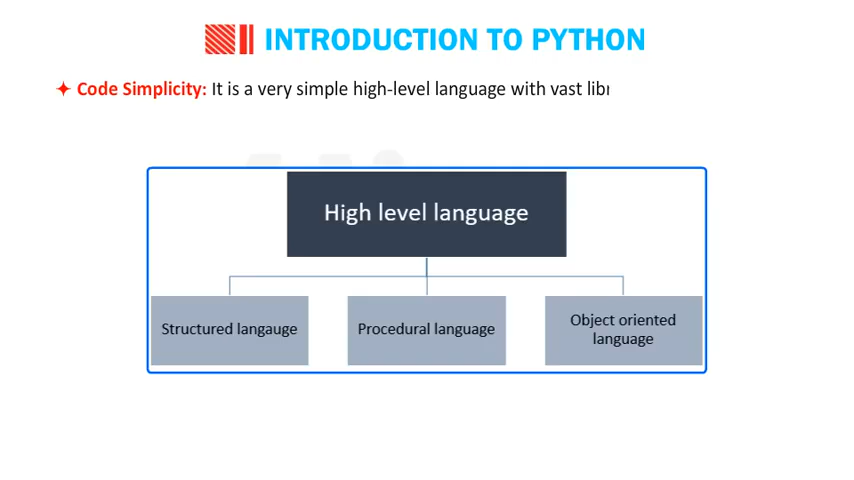 INTRODUCTION TO PYTHON
Code Simplicity: It is a very simple high-level language with vast
High level language
Structured langauge
Procedural language
Object oriented
language